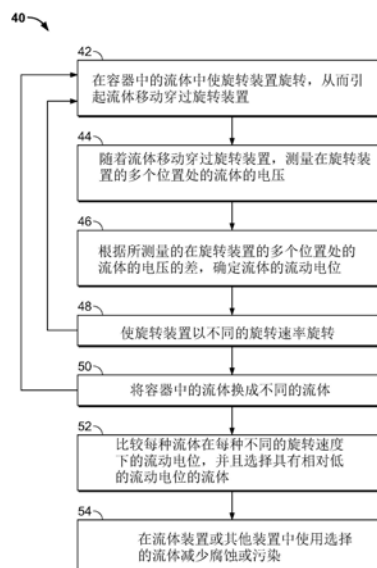 40
42
在容器中的流体中使旋转装置旋转，从而引
起流体移动穿过旋转装置
44
随着流体移动穿过旋转装置，测量在旋转装
置的多个位置处的流体的电压
46
根据所测量的在旋转装置的多个位置处的
流体的电压的差，确定流体的流动电位
48
使旋转装置以不同的旋转速率旋转
50
将容器中的流体换成不同的流体
52
比较每种流体在每种不同的旋转速度
下的流动电位，并且选择具有相对低
的流动电位的流体
54
在流体装置或其他装置中使用选择
的流体减少腐蚀或污染